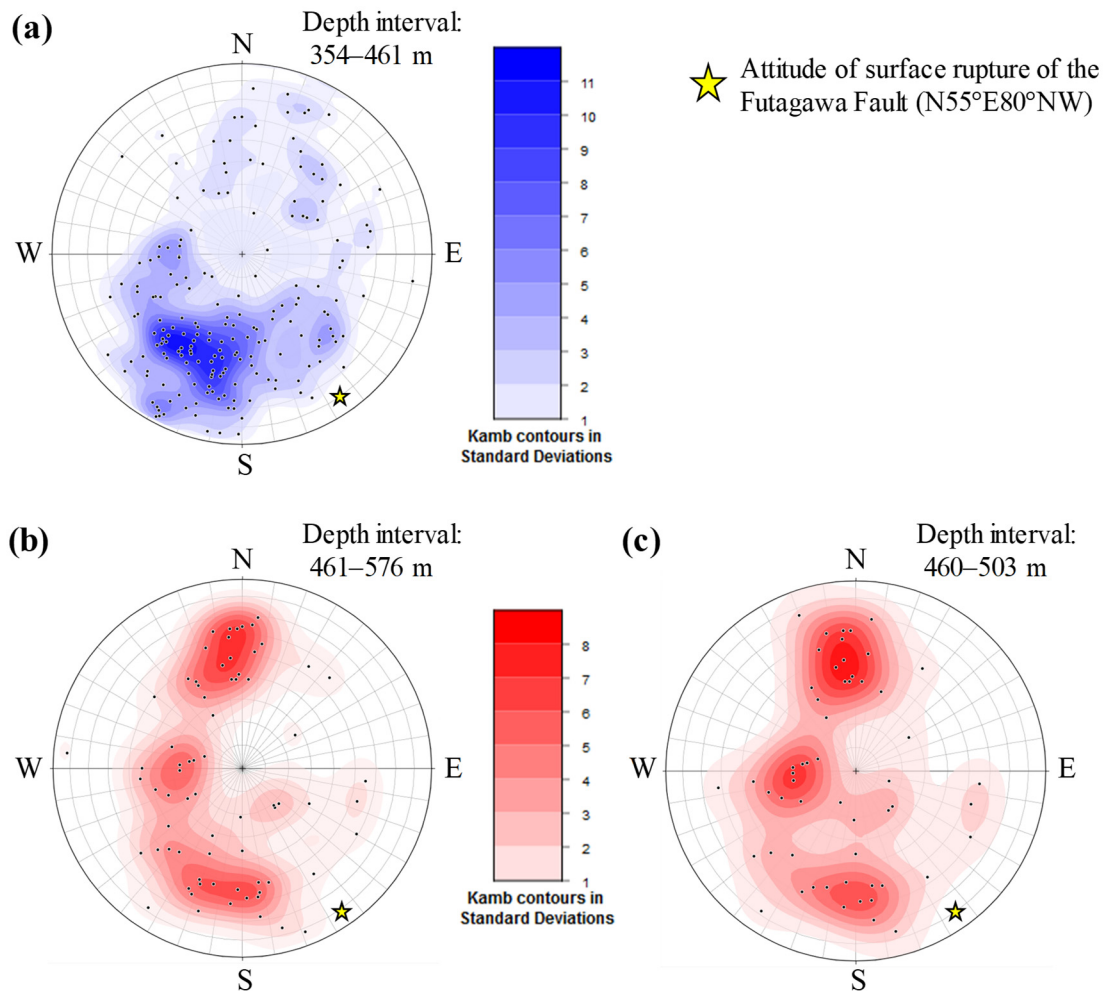 (a)
Depth interval:
354–461 m
N
W
E
S
11
10
9
8
7
6
5
4
3
2
1
Kamb contours in
Standard Deviations
Attitude of surface rupture of the
Futagawa Fault (N55°E80°NW)
(b)
Depth interval:
461–576 m
N
W
E
S
8
7
6
5
4
3
2
1
Kamb contours in
Standard Deviations
(c)
Depth interval:
460–503 m
N
W
E
S